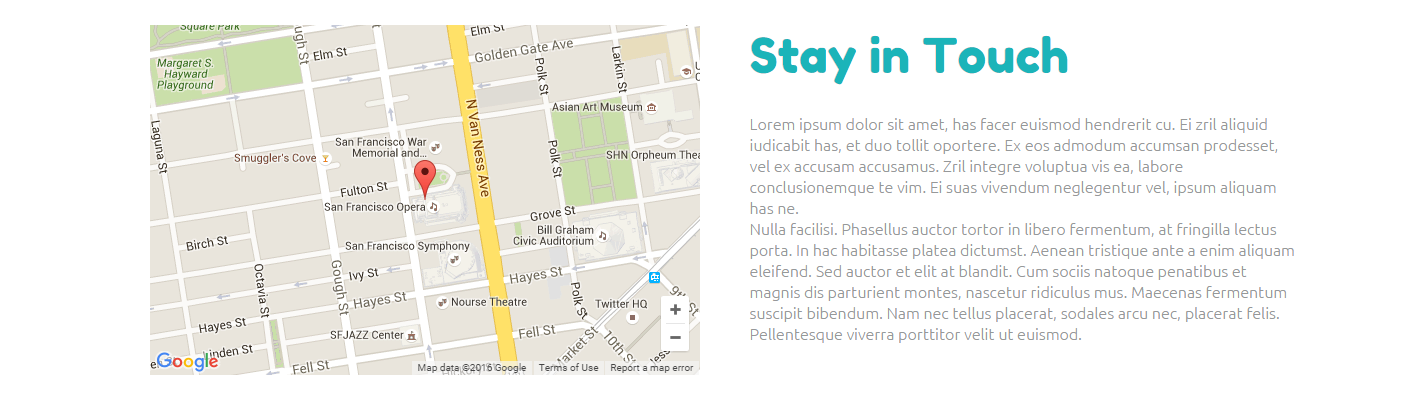 Square Park
Elm St
Golden Gate Ave
Gough St
Elm St
Margaret S.
Hayward
Playground
Polk St
Larkin St
N Van Ness Ave
Asian Art Museum
Laguna St
San Francisco War
Memorial and...
Smuggler's Cove
Polk St
SHN Orpheum Thea
Fulton St
San Francisco Opera
Grove St
Bill Graham
Civic Auditorium
Birch St
San Francisco Symphony
Octavia St
Gough St
Ivy St
Hayes St
Polk St
9th St
Hayes St
Nourse Theatre
Twitter HQ
Hayes St
SFJAZZ Center
Fell St
Linden St
Market St
10th St
Fell St
Google
Map data ©2016 Google
Terms of Use
Report a map error
Stay in Touch
Lorem ipsum dolor sit amet, has facer euismod hendrerit cu. Ei zril aliquid
iudicabit has, et duo tollit oportere. Ex eos admodum accumsan prodesset,
vel ex accusam accusamus. Zril integre voluptua vis ea, labore
conclusionemque te vim. Ei suas vivendum neglegentur vel, ipsum aliquam
has ne.
Nulla facilisi. Phasellus auctor tortor in libero fermentum, at fringilla lectus
porta. In hac habitasse platea dictumst. Aenean tristique ante a enim aliquam
eleifend. Sed auctor et elit at blandit. Cum sociis natoque penatibus et
magnis dis parturient montes, nascetur ridiculus mus. Maecenas fermentum
suscipit bibendum. Nam nec tellus placerat, sodales arcu nec, placerat felis.
Pellentesque viverra porttitor velit ut euismod.